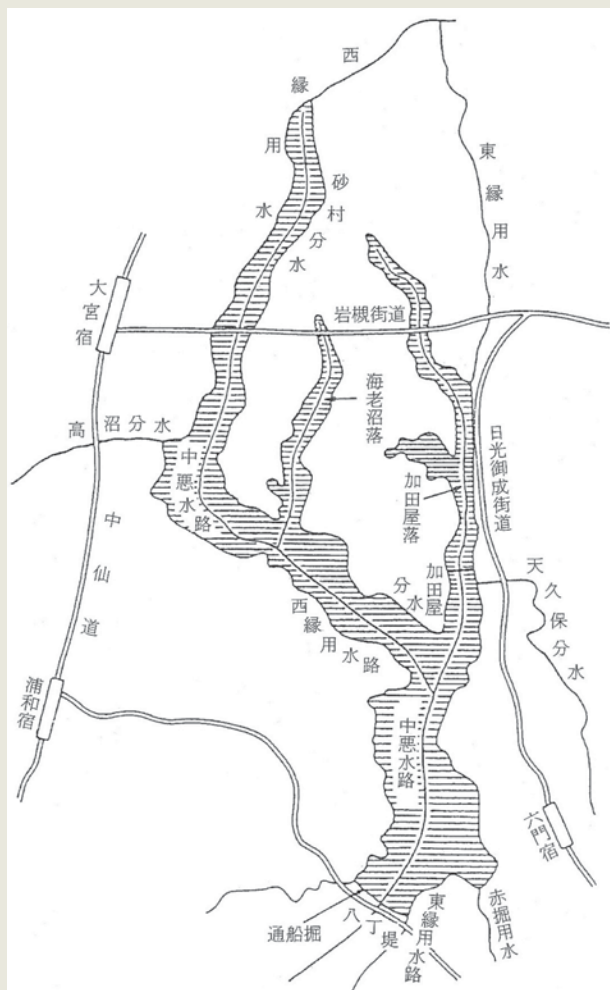 西縁用水
東縁用水
砂村分水
大宮宿
岩槻街道
海老沼落
高沼分水
中悪水路
加田屋落
日光御成街道
中仙道
加田屋分水
天久保分水
西縁用水路
浦和宿
中悪水路
六門宿
赤掘用水
東縁用水路
八丁堤
通船掘